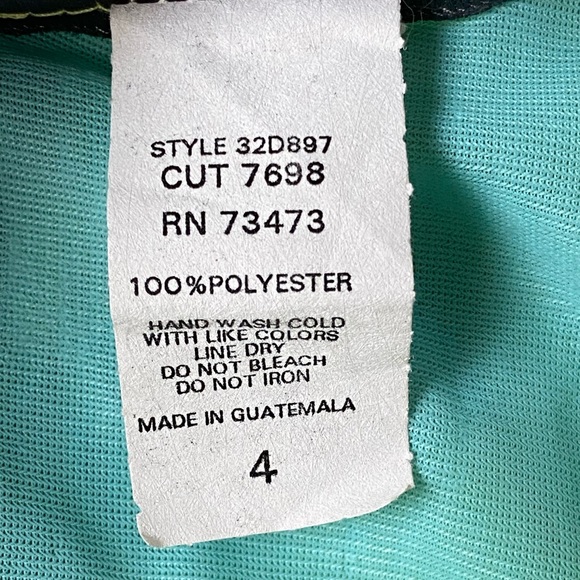 STYLE 32D897
CUT 7698
RN 73473
100%POLYESTER
HAND WASH COLD
WITH LIKE COLORS
LINE DRY
DO NOT BLEACH
DO NOT IRON
MADE IN GUATEMALA
4